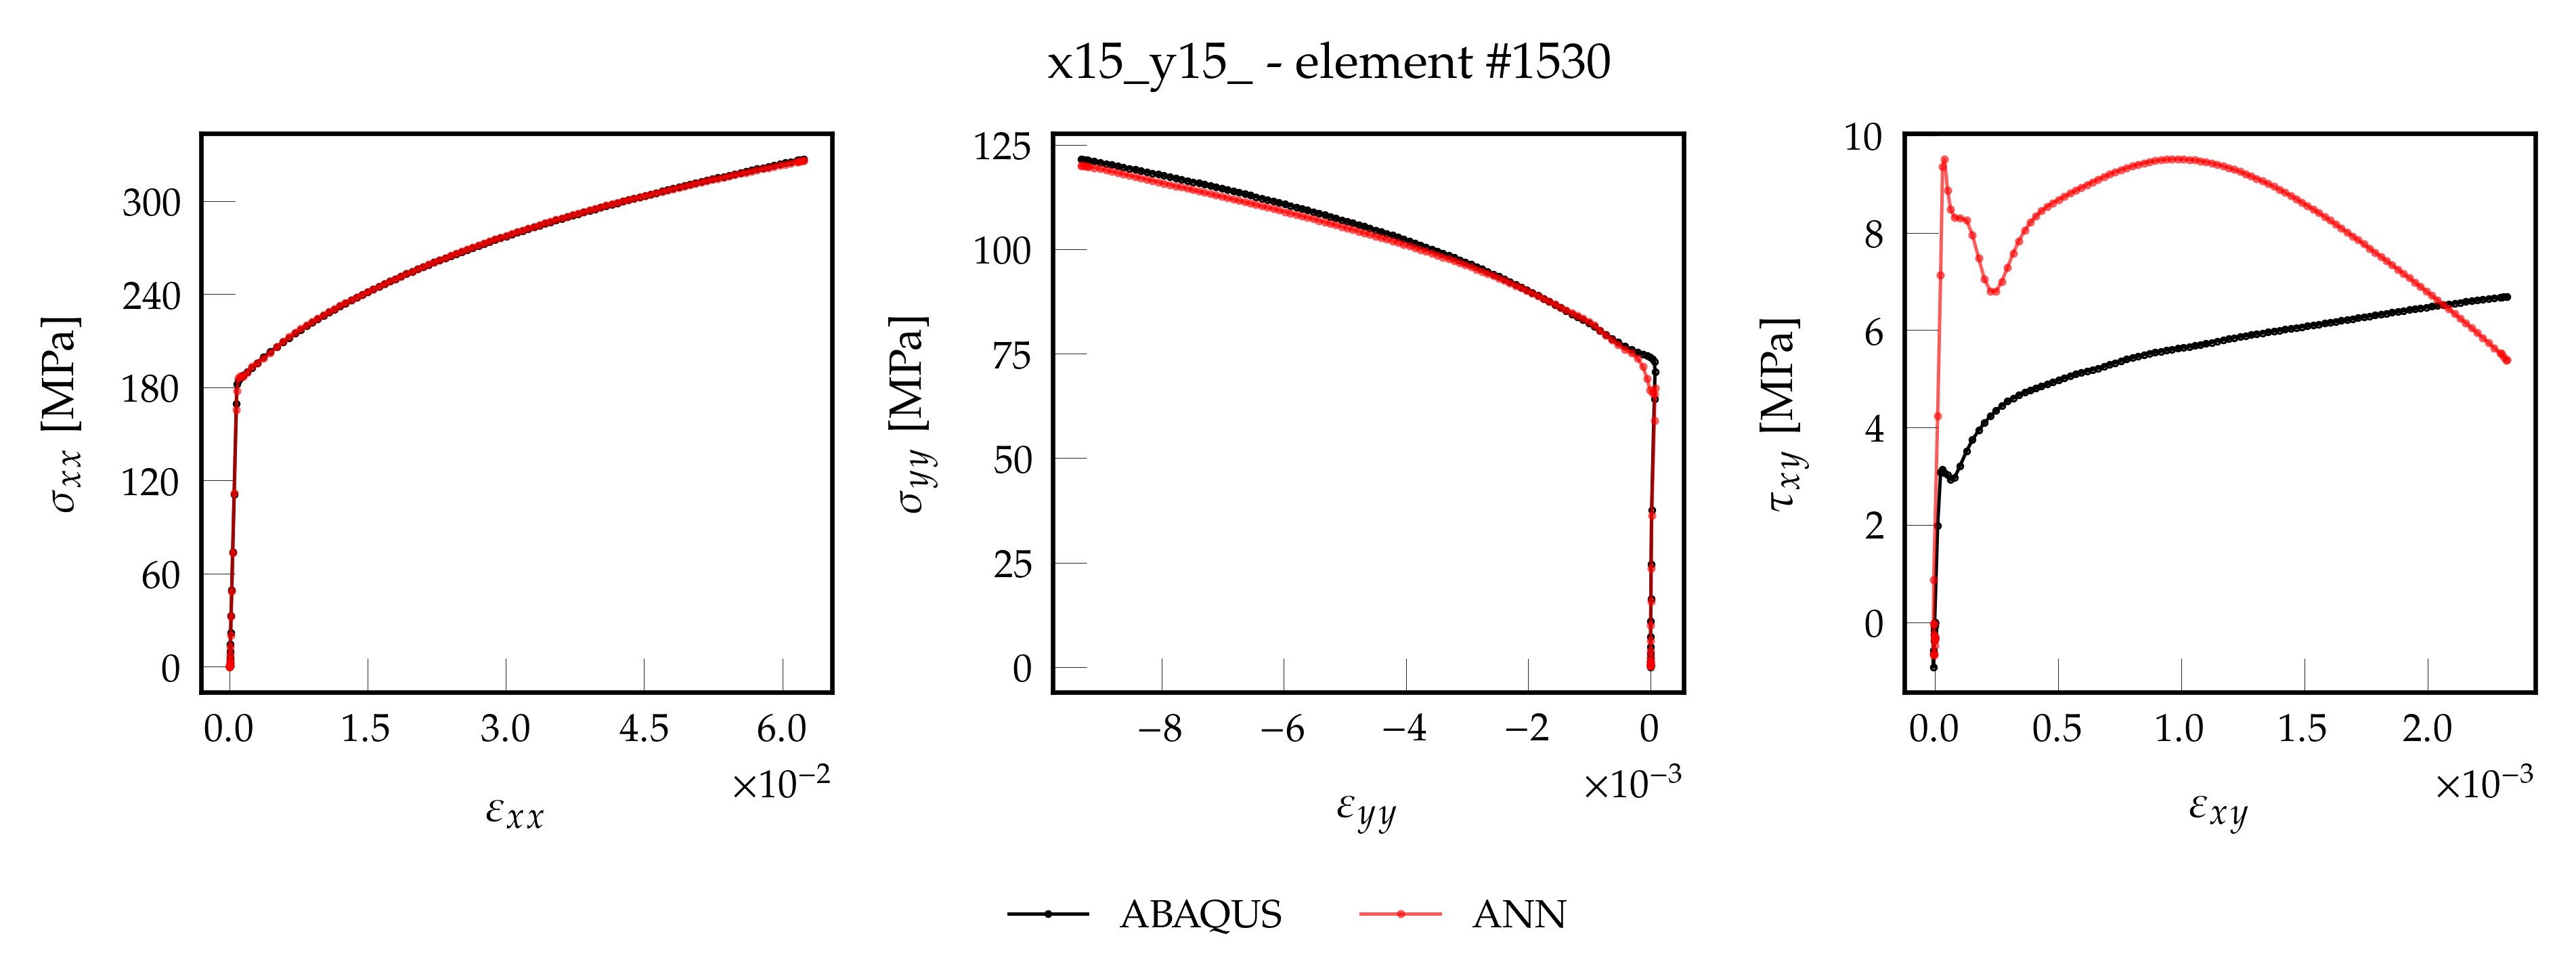 x15_y15_ - element #1530
σxx [MPa]
300
240
180
120
60
0
0.0 1.5 3.0 4.5 6.0
×10⁻²
εxx
σyy [MPa]
125
100
75
50
25
0
−8 −6 −4 −2 0
×10⁻³
εyy
τxy [MPa]
10
8
6
4
2
0
0.0 0.5 1.0 1.5 2.0
×10⁻³
εxy
ABAQUS ANN